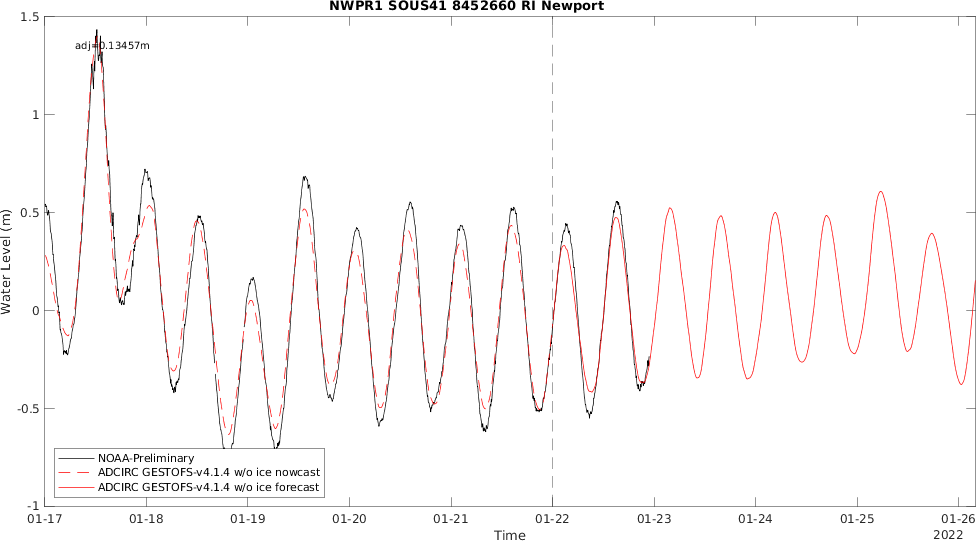 NWPR1 SOUS41 8452660 RI Newport
adj=0.13457m
Water Level (m)
1.5
1
0.5
0
-0.5
-1
NOAA-Preliminary
ADCIRC GESTOFS-v4.1.4 w/o ice nowcast
ADCIRC GESTOFS-v4.1.4 w/o ice forecast
01-17 01-18 01-19 01-20 01-21 01-22 01-23 01-24 01-25 01-26
Time
2022